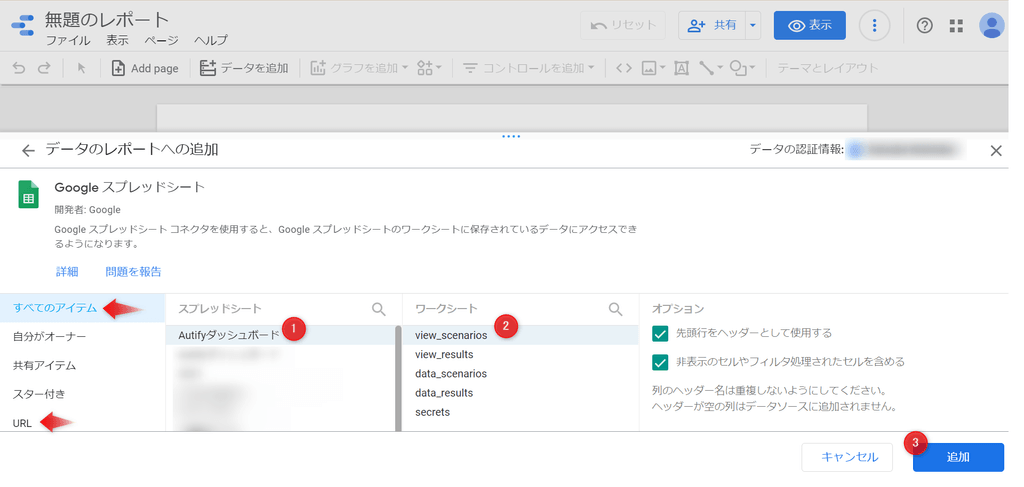 無題のレポート
ファイル 表示 ページ ヘルプ
リセット
共有
表示
Add page
データを追加
グラフを追加
コントロールを追加
テーマとレイアウト
データのレポートへの追加
データの認証情報:
Google スプレッドシート
開発者: Google
Google スプレッドシート コネクタを使用すると、Google スプレッドシートのワークシートに保存されているデータにアクセスでき
るようになります。
詳細 問題を報告
すべてのアイテム
自分がオーナー
共有アイテム
スター付き
URL
スプレッドシート
Autifyダッシュボード
1
ワークシート
view_scenarios
2
view_results
data_scenarios
data_results
secrets
オプション
先頭行をヘッダーとして使用する
非表示のセルやフィルタ処理されたセルを含める
列のヘッダー名は重複しないようにしてください。
ヘッダーが空の列はデータソースに追加されません。
キャンセル
3
追加